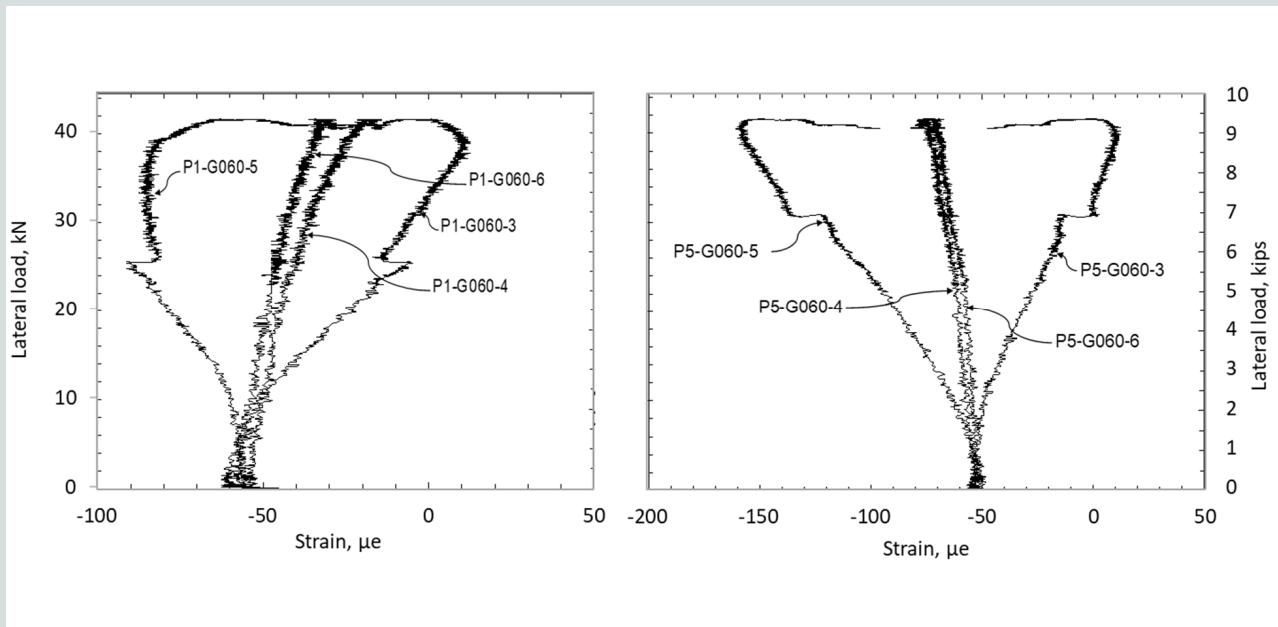 40
30
20
10
0
Lateral load, kN
-100
-50
0
50
Strain, µe
P1-G060-5
P1-G060-6
P1-G060-3
P1-G060-4
10
9
8
7
6
5
4
3
2
1
0
Lateral load, kips
-200
-150
-100
-50
0
50
Strain, µe
P5-G060-5
P5-G060-3
P5-G060-4
P5-G060-6